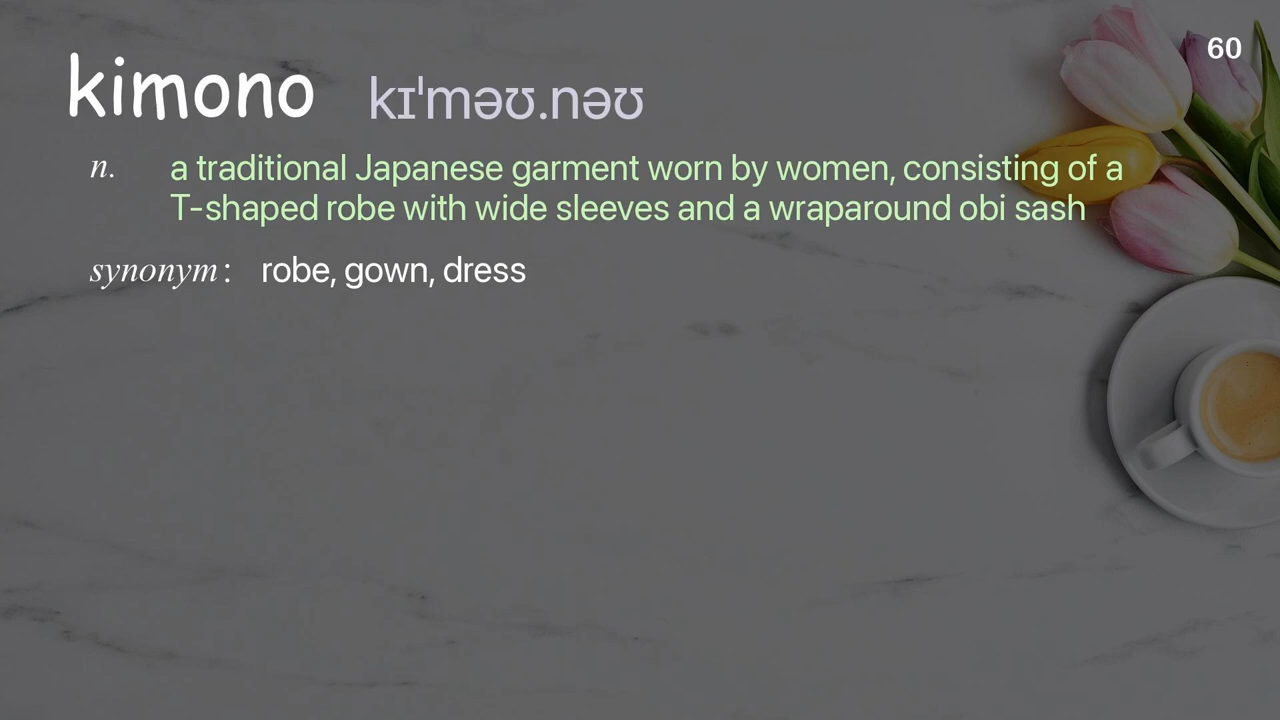 60
kimono kɪˈməʊ.nəʊ
n. a traditional Japanese garment worn by women, consisting of a
T-shaped robe with wide sleeves and a wraparound obi sash
synonym: robe, gown, dress